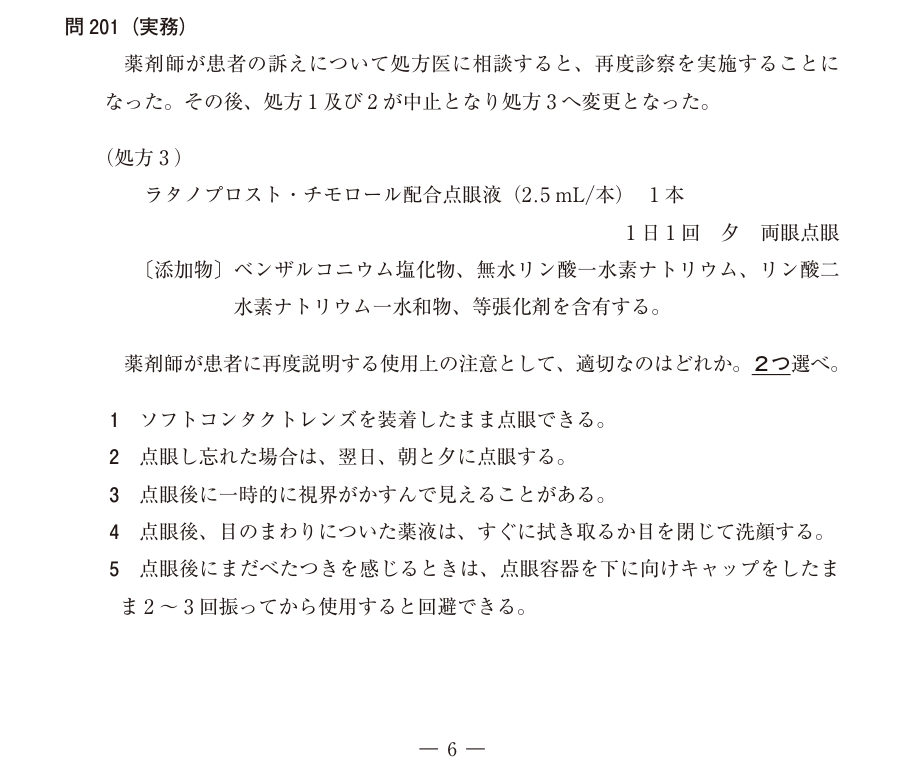 問 201（実務）
薬剤師が患者の訴えについて処方医に相談すると、再度診察を実施することに
なった。その後、処方１及び２が中止となり処方３へ変更となった。
（処方３）
ラタノプロスト・チモロール配合点眼液（2.5 mL/本）　１本
１日１回　夕　両眼点眼
〔添加物〕ベンザルコニウム塩化物、無水リン酸一水素ナトリウム、リン酸二
水素ナトリウム一水和物、等張化剤を含有する。
薬剤師が患者に再度説明する使用上の注意として、適切なのはどれか。２つ選べ。
1　ソフトコンタクトレンズを装着したまま点眼できる。
2　点眼し忘れた場合は、翌日、朝と夕に点眼する。
3　点眼後に一時的に視界がかすんで見えることがある。
4　点眼後、目のまわりについた薬液は、すぐに拭き取るか目を閉じて洗顔する。
5　点眼後にまだべたつきを感じるときは、点眼容器を下に向けキャップをしたま
ま２～３回振ってから使用すると回避できる。
― 6 ―